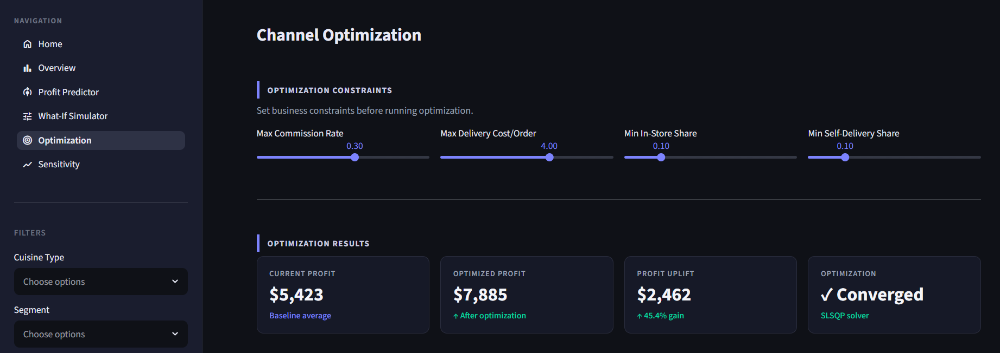 NAVIGATION
Home
Overview
Profit Predictor
What-If Simulator
Optimization
Sensitivity
FILTERS
Cuisine Type
Choose options
Segment
Choose options
Channel Optimization
OPTIMIZATION CONSTRAINTS
Set business constraints before running optimization.
Max Commission Rate
0.30
Max Delivery Cost/Order
4.00
Min In-Store Share
0.10
Min Self-Delivery Share
0.10
OPTIMIZATION RESULTS
CURRENT PROFIT
$5,423
Baseline average
OPTIMIZED PROFIT
$7,885
↑ After optimization
PROFIT UPLIFT
$2,462
↑ 45.4% gain
OPTIMIZATION
✓ Converged
SLSQP solver